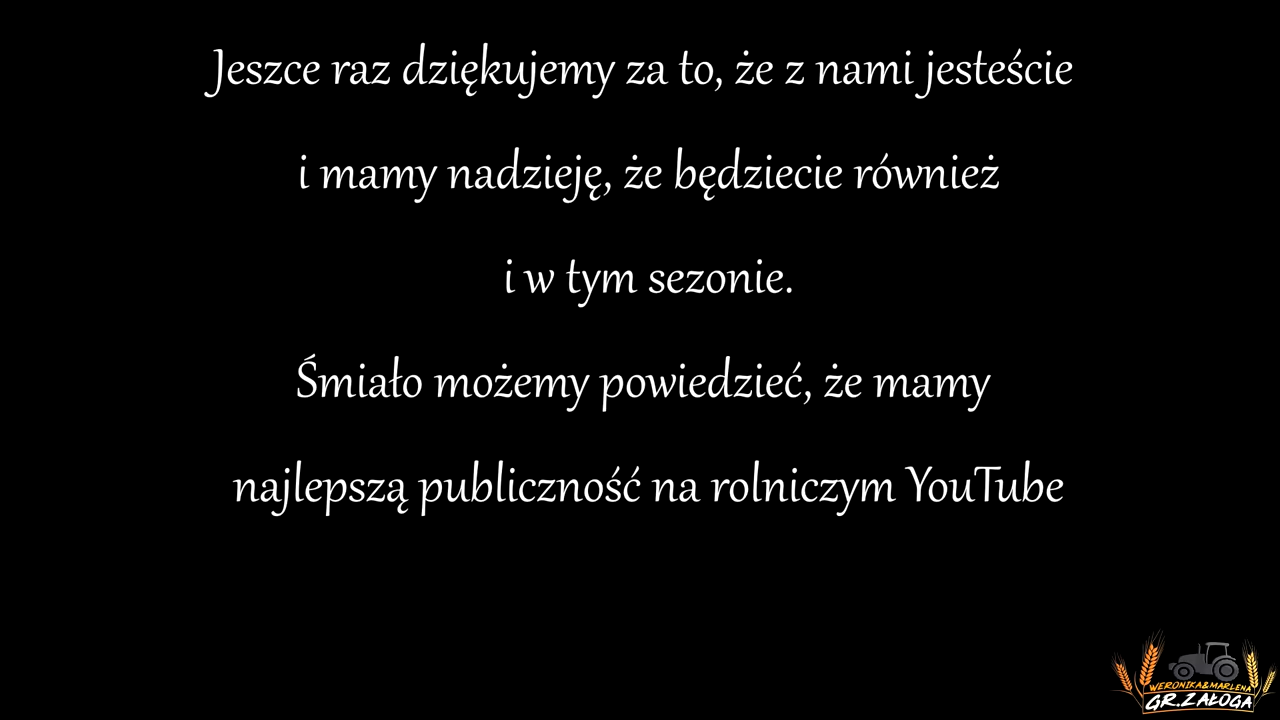 Jeszce raz dziękujemy za to, że z nami jesteście
i mamy nadzieję, że będziecie również
i w tym sezonie.
Śmiało możemy powiedzieć, że mamy
najlepszą publiczność na rolniczym YouTube
WERONIKA&MARLENA
GR.ZAŁOGA